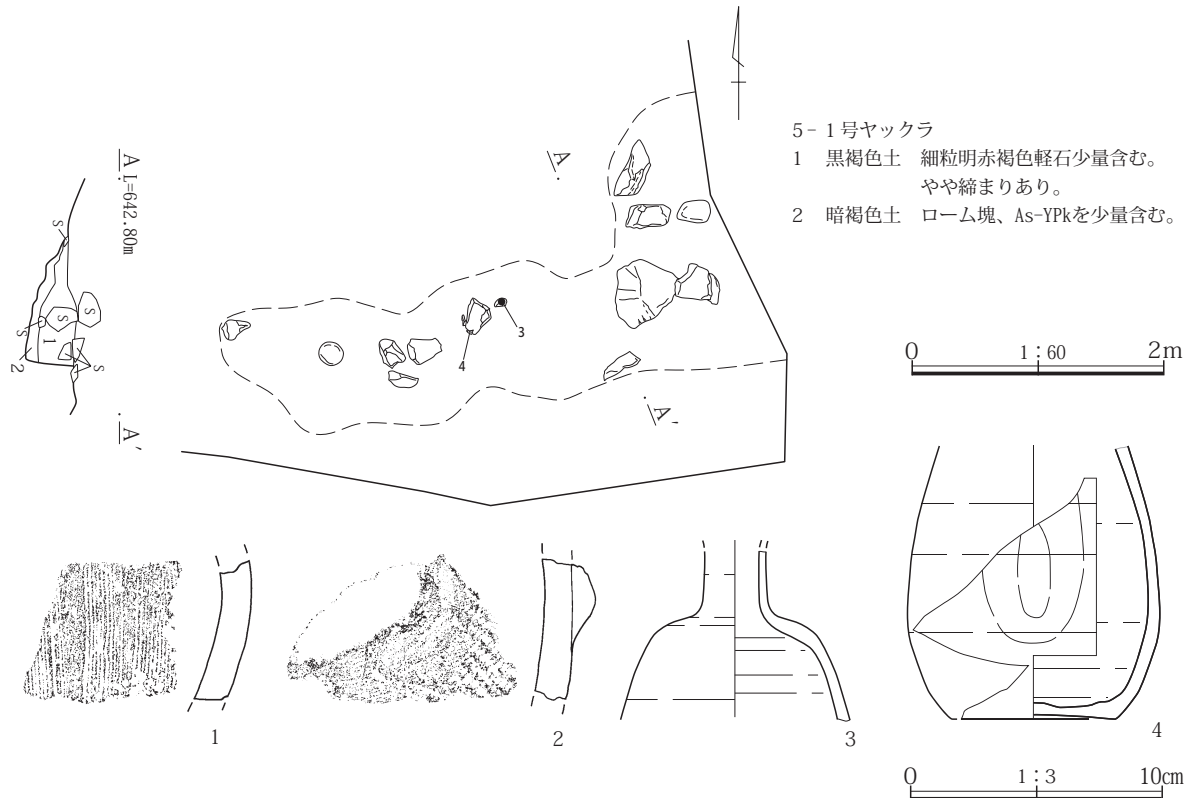 5-1号ヤックラ
1 黒褐色土 細粒明赤褐色軽石少量含む。
やや締まりあり。
2 暗褐色土 ローム塊、As-YPkを少量含む。
A L=642.80m
S
S
S
S
1
2
S
A'
A
3
4
A'
0 1:60 2m
1
2
3
4
0 1:3 10cm